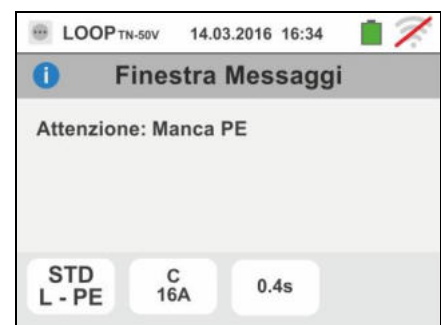 LOOP TN-50V 14.03.2016 16:34
i Finestra Messaggi
Attenzione: Manca PE
STD C 0.4s
L - PE 16A